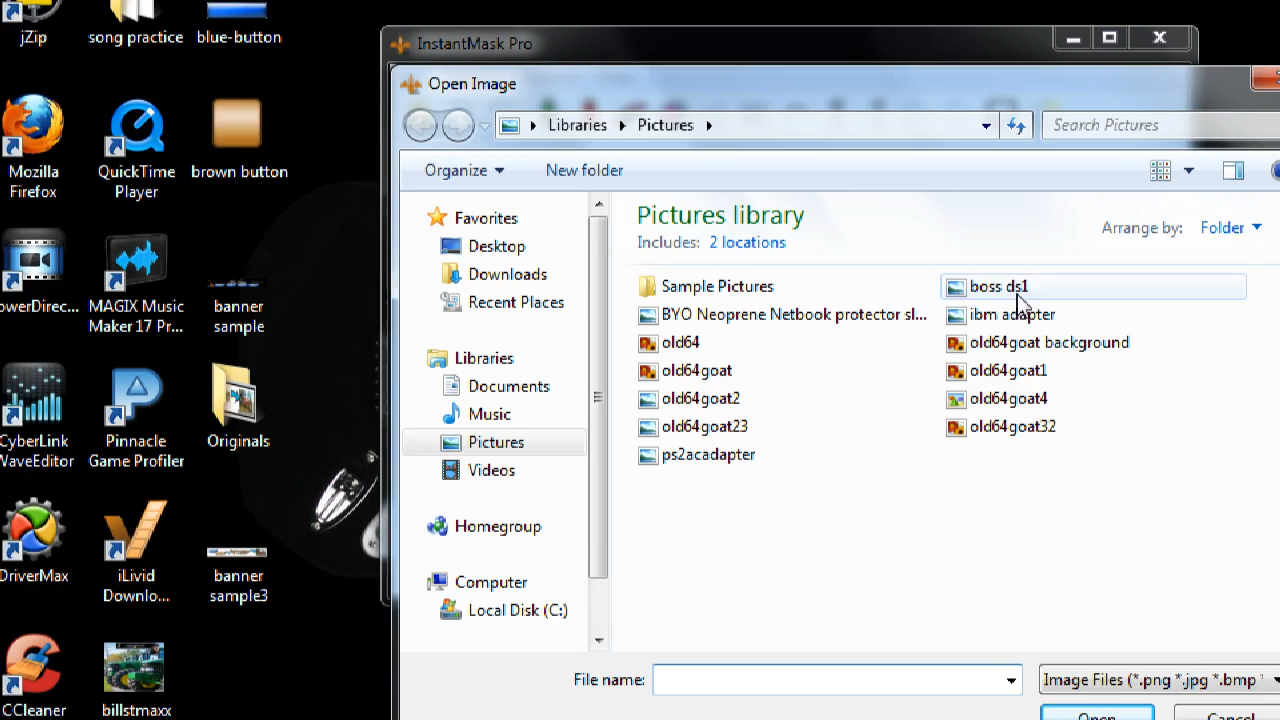 jZip
song practice
blue-button
Mozilla
Firefox
QuickTime
Player
brown button
owerDirec...
MAGIX Music
Maker 17 Pr...
banner
sample
CyberLink
WaveEditor
Pinnacle
Game Profiler
Originals
DriverMax
iLivid
Downlo...
banner
sample3
CCleaner
billstmaxx
InstantMask Pro
Open Image
Libraries
Pictures
Search Pictures
Organize
New folder
Favorites
Desktop
Downloads
Recent Places
Libraries
Documents
Music
Pictures
Videos
Homegroup
Computer
Local Disk (C:)
Pictures library
Includes: 2 locations
Arrange by: Folder
Sample Pictures
boss ds1
BYO Neoprene Netbook protector sl...
ibm adapter
old64
old64goat background
old64goat
old64goat1
old64goat2
old64goat4
old64goat23
old64goat32
ps2acadapter
File name:
Image Files (*.png *.jpg *.bmp
Open
Cancel